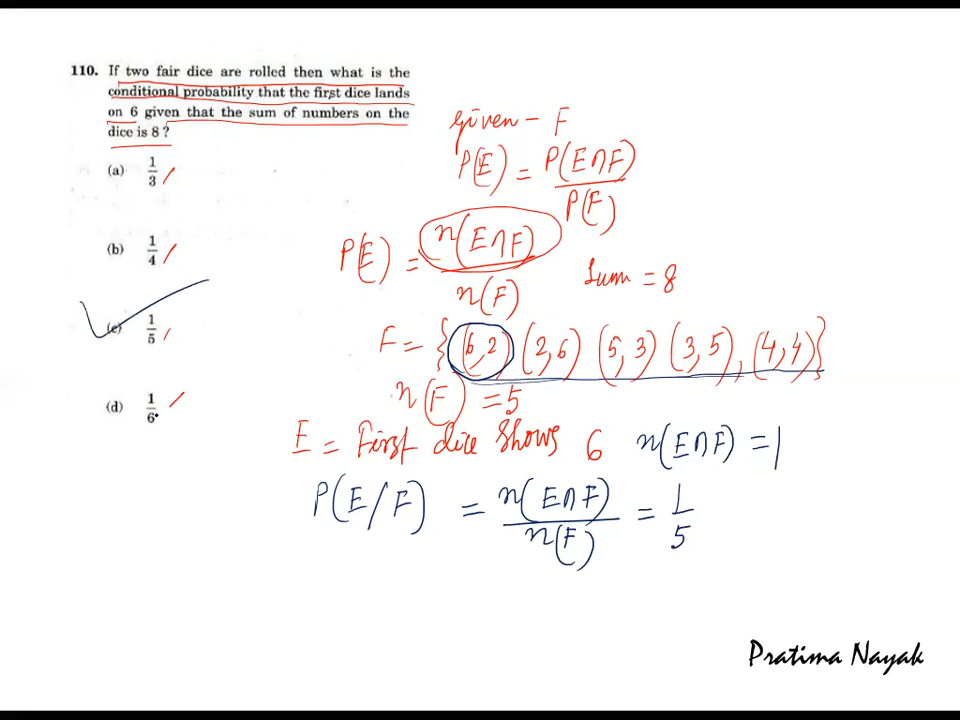 110. If two fair dice are rolled then what is the
conditional probability that the first dice lands
on 6 given that the sum of numbers on the
dice is 8 ?
(a) 1/3
(b) 1/4
(c) 1/5
(d) 1/6
given - F
P(E) = P(E∩F)/P(F)
P(E) = n(E∩F)/n(F)
Sum = 8
F = {(6,2) (2,6) (5,3) (3,5), (4,4)}
n(F) = 5
E = First dice shows 6 n(E∩F) = 1
P(E/F) = n(E∩F)/n(F) = 1/5
Pratima Nayak